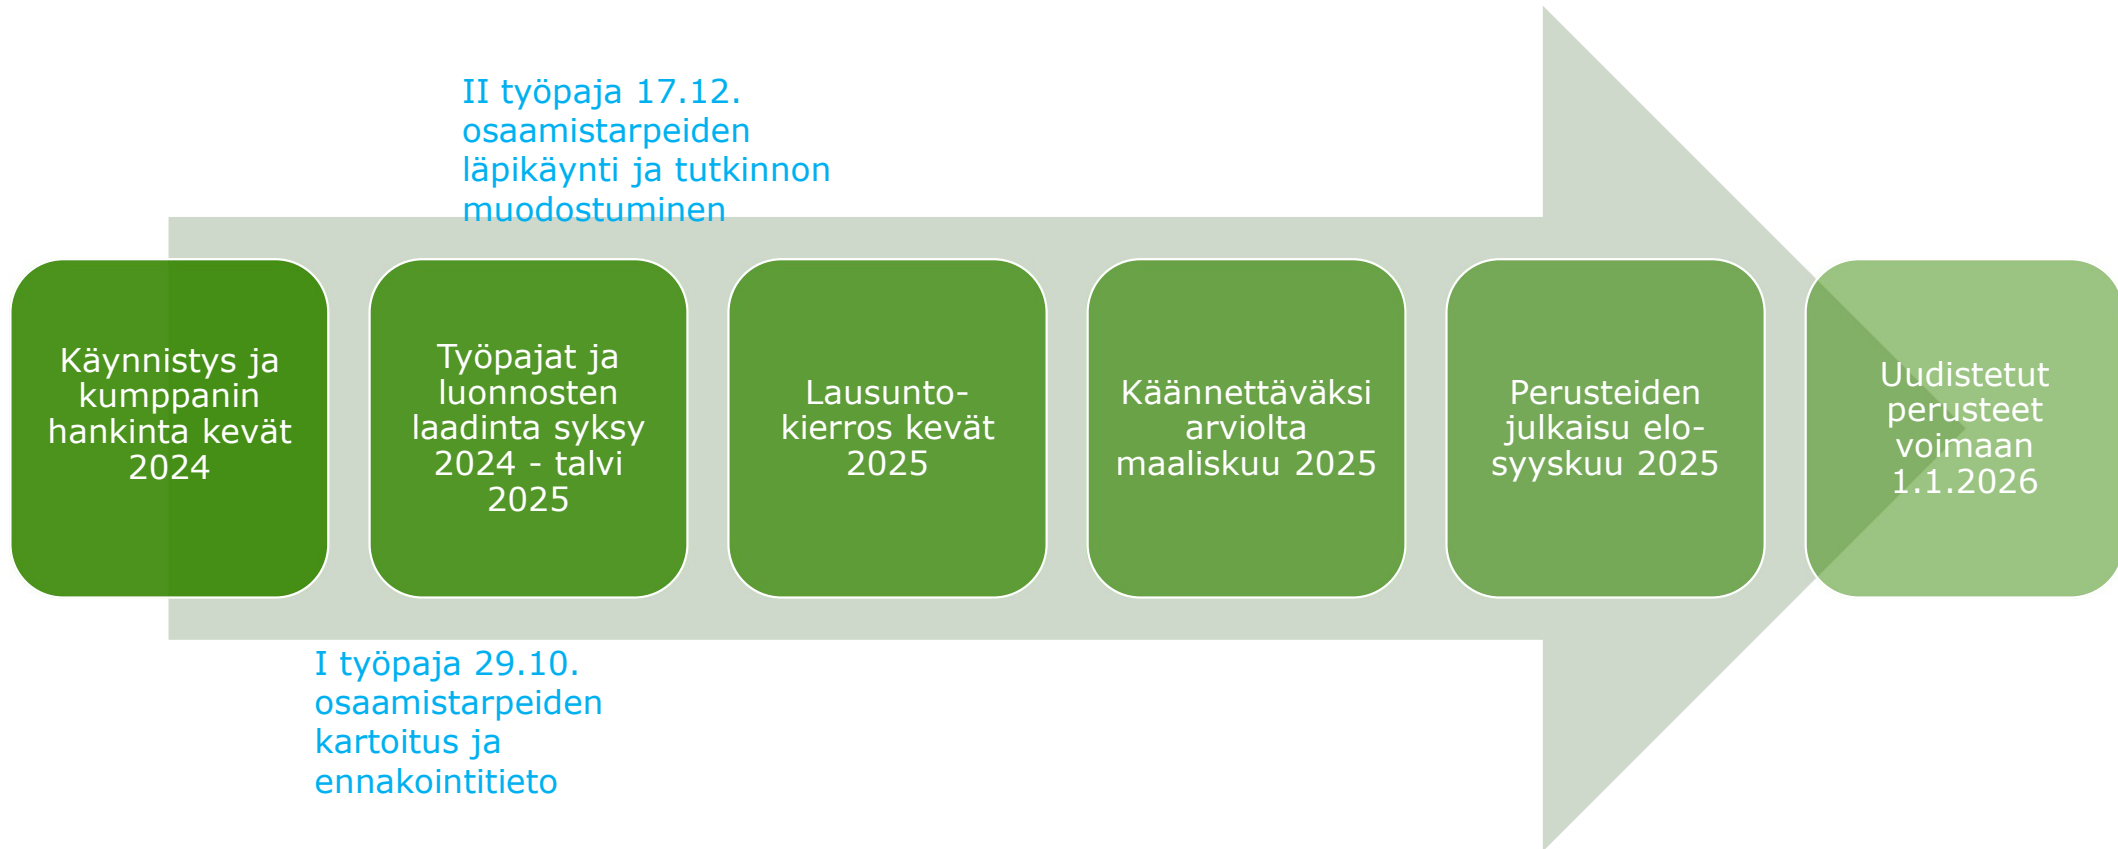 II työpaja 17.12.
osaamistarpeiden
läpikäynti ja tutkinnon
muodostuminen
Käynnistys ja
kumppanin
hankinta kevät
2024
Työpajat ja
luonnosten
laadinta syksy
2024 - talvi
2025
Lausunto-
kierros kevät
2025
Käännettäväksi
arviolta
maaliskuu 2025
Perusteiden
julkaisu elo-
syyskuu 2025
Uudistetut
perusteet
voimaan
1.1.2026
I työpaja 29.10.
osaamistarpeiden
kartoitus ja
ennakointitieto